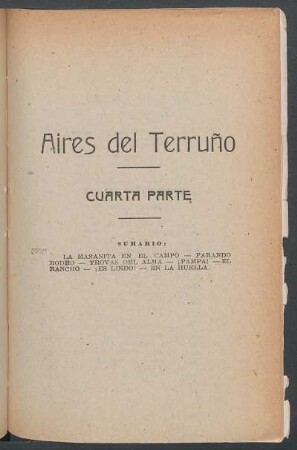 Aires del Terruño
CUARTA PARTE
SUMARIO:
LA MAÑANITA EN EL CAMPO — PARANDO
RODEO — TROVAS DEL ALMA — ¡PAMPA! — EL
RANCHO — ¡ES LINDO! — EN LA HUELLA.